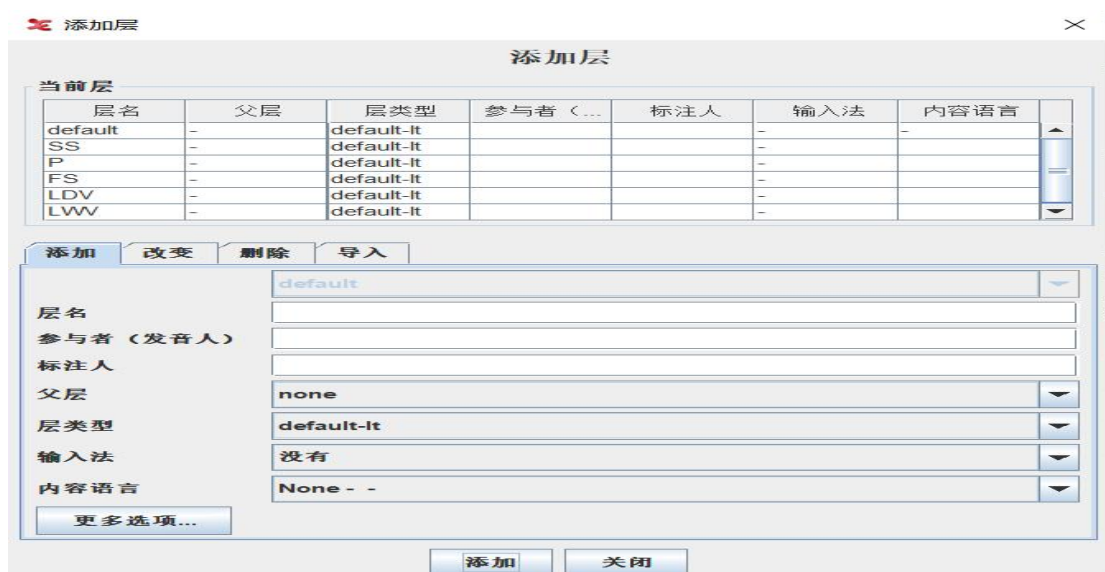 添加层
添加层
当前层
层名 父层 层类型 参与者（... 标注人 输入法 内容语言
default - default-lt - -
SS - default-lt -
P - default-lt -
FS - default-lt -
LDV - default-lt -
LWV - default-lt -
添加 改变 删除 导入
default
层名
参与者（发音人）
标注人
父层 none
层类型 default-lt
输入法 没有
内容语言 None - -
更多选项...
添加 关闭